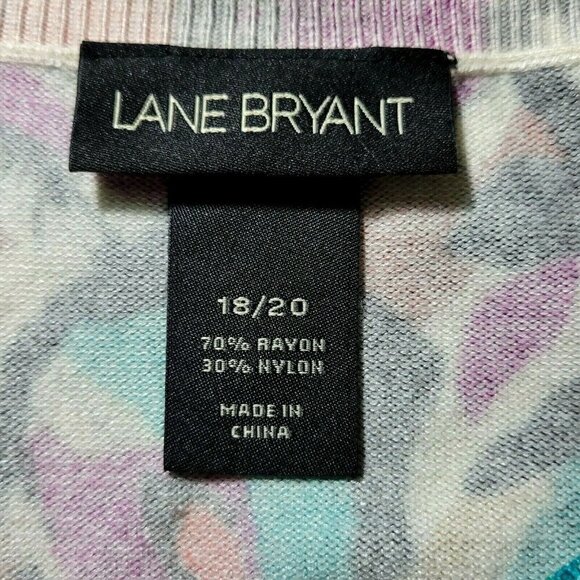 LANE BRYANT
18/20
70% RAYON
30% NYLON
MADE IN
CHINA